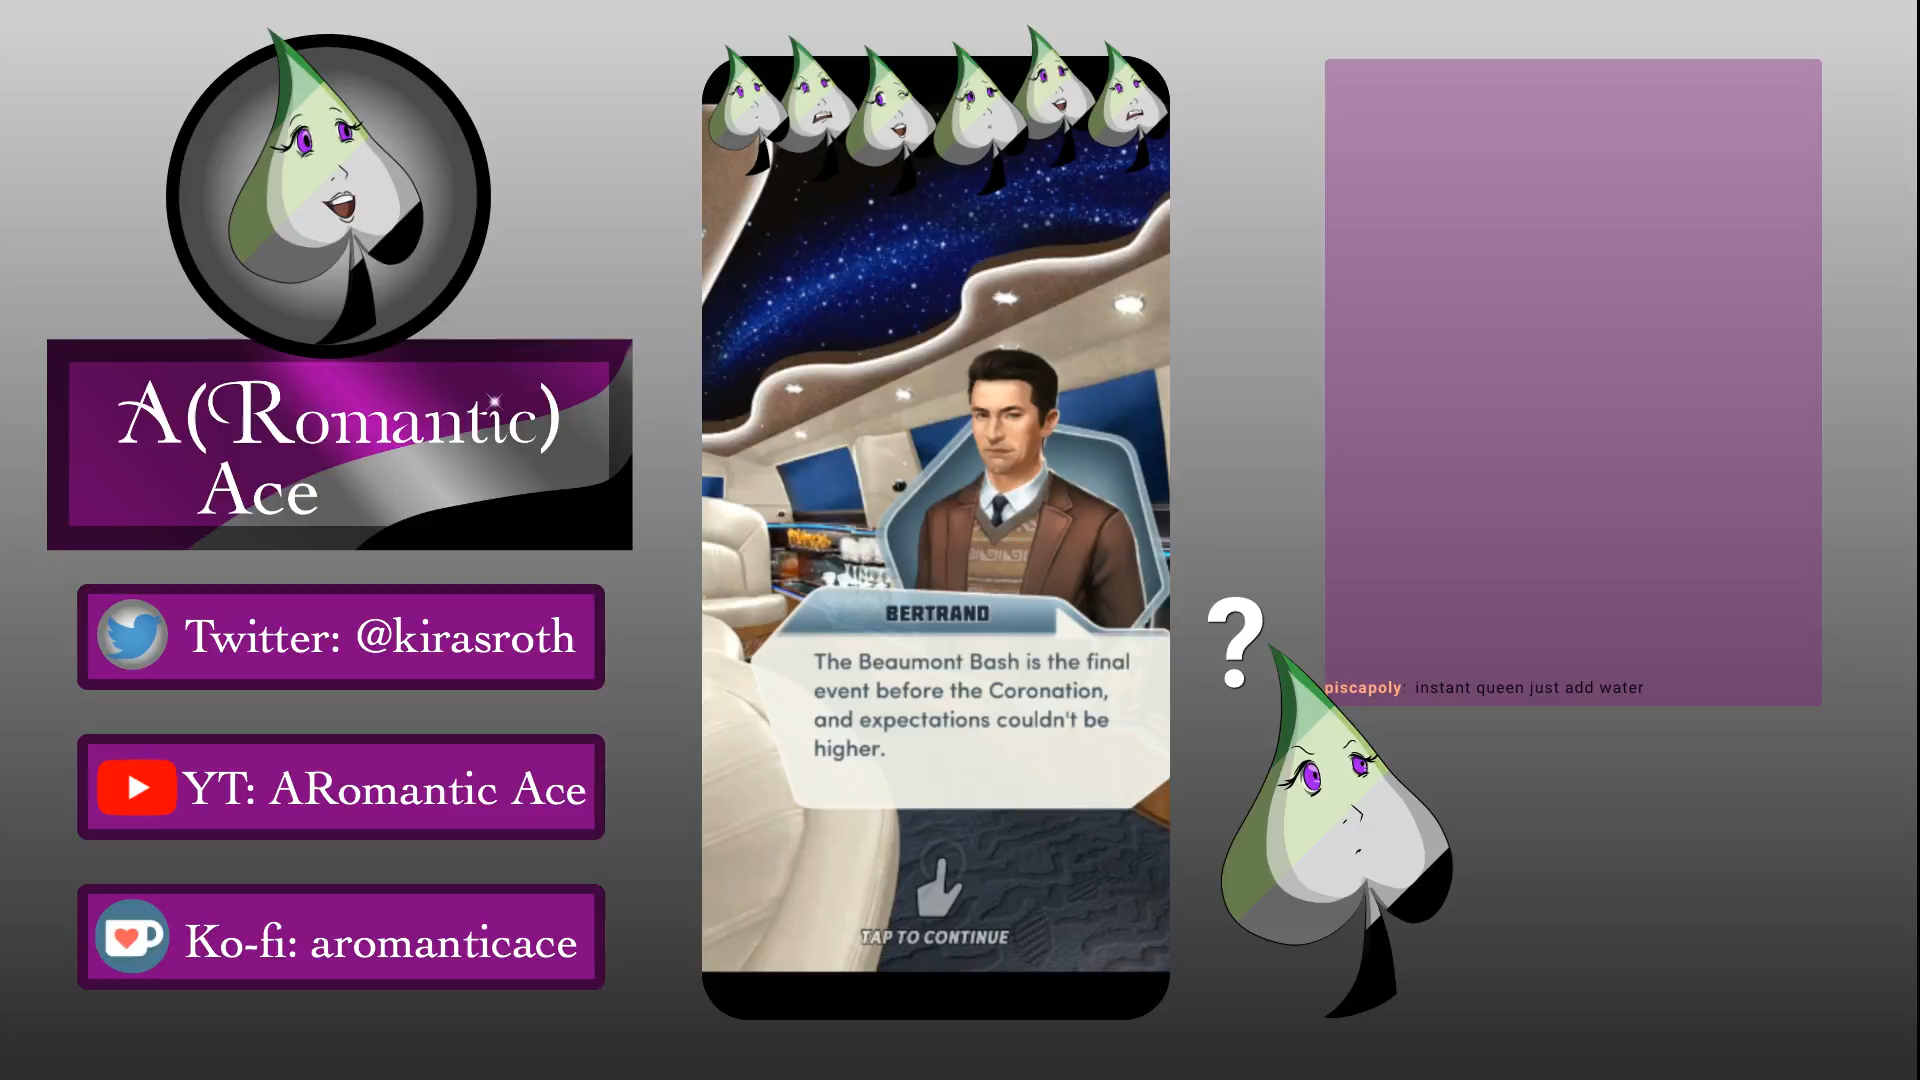 A(Romantic)
Ace
Twitter: @kirasroth
YT: ARomantic Ace
Ko-fi: aromanticace
BERTRAND
The Beaumont Bash is the final
event before the Coronation,
and expectations couldn't be
higher.
TAP TO CONTINUE
?
piscapoly: instant queen just add water